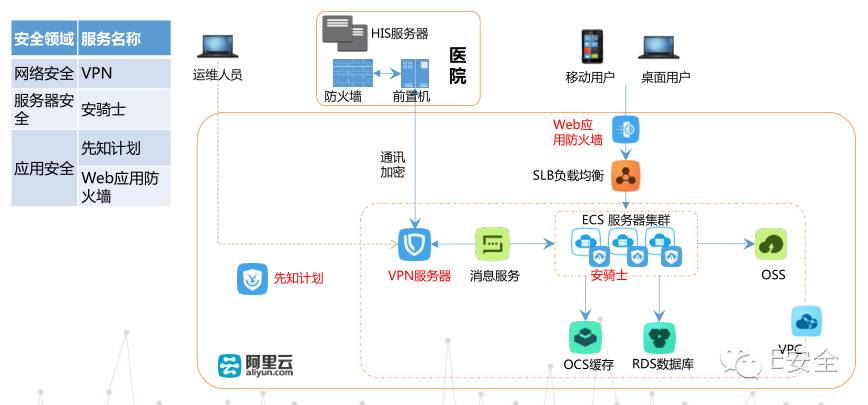 安全领域 服务名称
网络安全 VPN
服务器安
全
安骑士
应用安全
先知计划
Web应用防
火墙
运维人员
HIS服务器
医
院
防火墙
前置机
移动用户
桌面用户
通讯
加密
Web应
用防火墙
SLB负载均衡
ECS 服务器集群
安骑士
VPN服务器
消息服务
OSS
先知计划
VPC
OCS缓存
RDS数据库
阿里云
aliyun.com
E安全